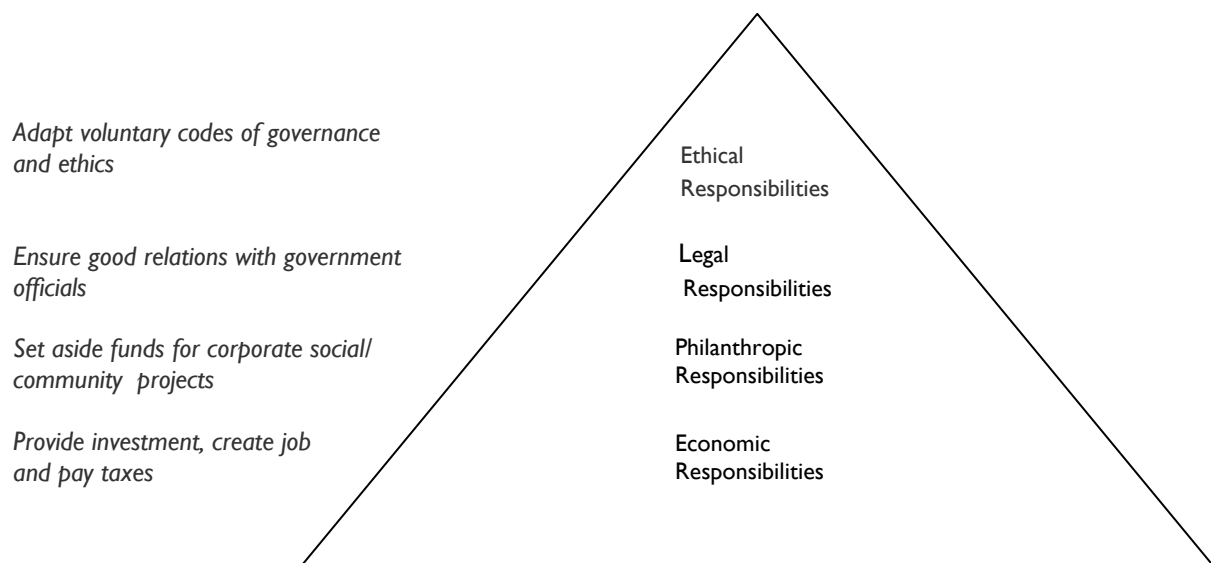 Adapt voluntary codes of governance
and ethics
Ethical
Responsibilities
Ensure good relations with government
officials
Legal
Responsibilities
Set aside funds for corporate social/
community projects
Philanthropic
Responsibilities
Provide investment, create job
and pay taxes
Economic
Responsibilities